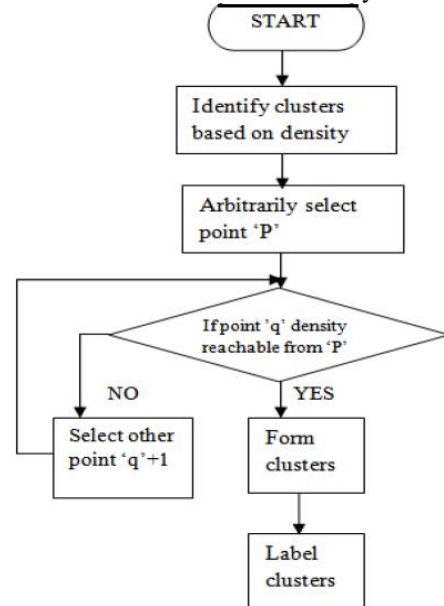 START
Identify clusters
based on density
Arbitrarily select
point ‘P’
If point ’q’ density
reachable from ‘P’
NO
YES
Select other
point ‘q’+1
Form
clusters
Label
clusters